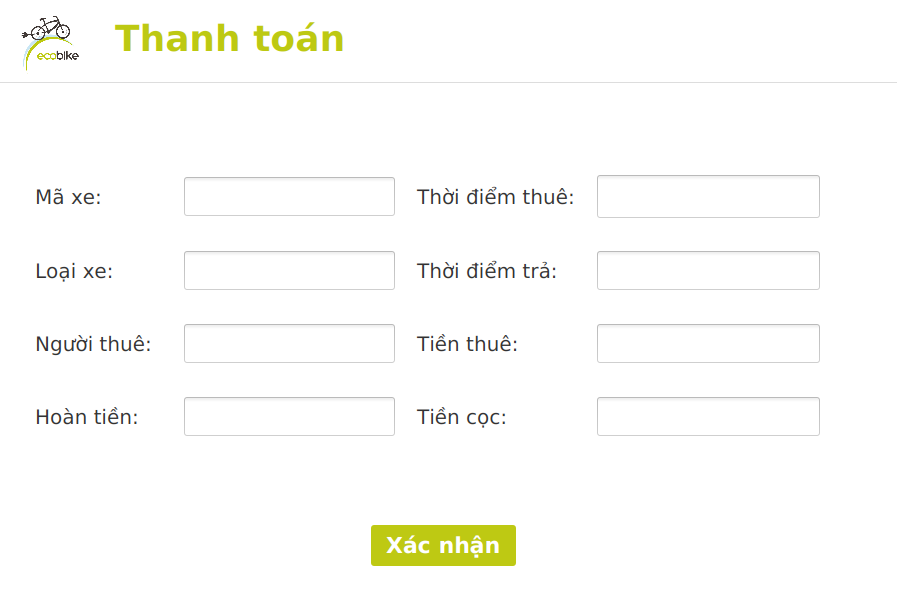 ecobike
Thanh toán
Mã xe:
Thời điểm thuê:
Loại xe:
Thời điểm trả:
Người thuê:
Tiền thuê:
Hoàn tiền:
Tiền cọc:
Xác nhận